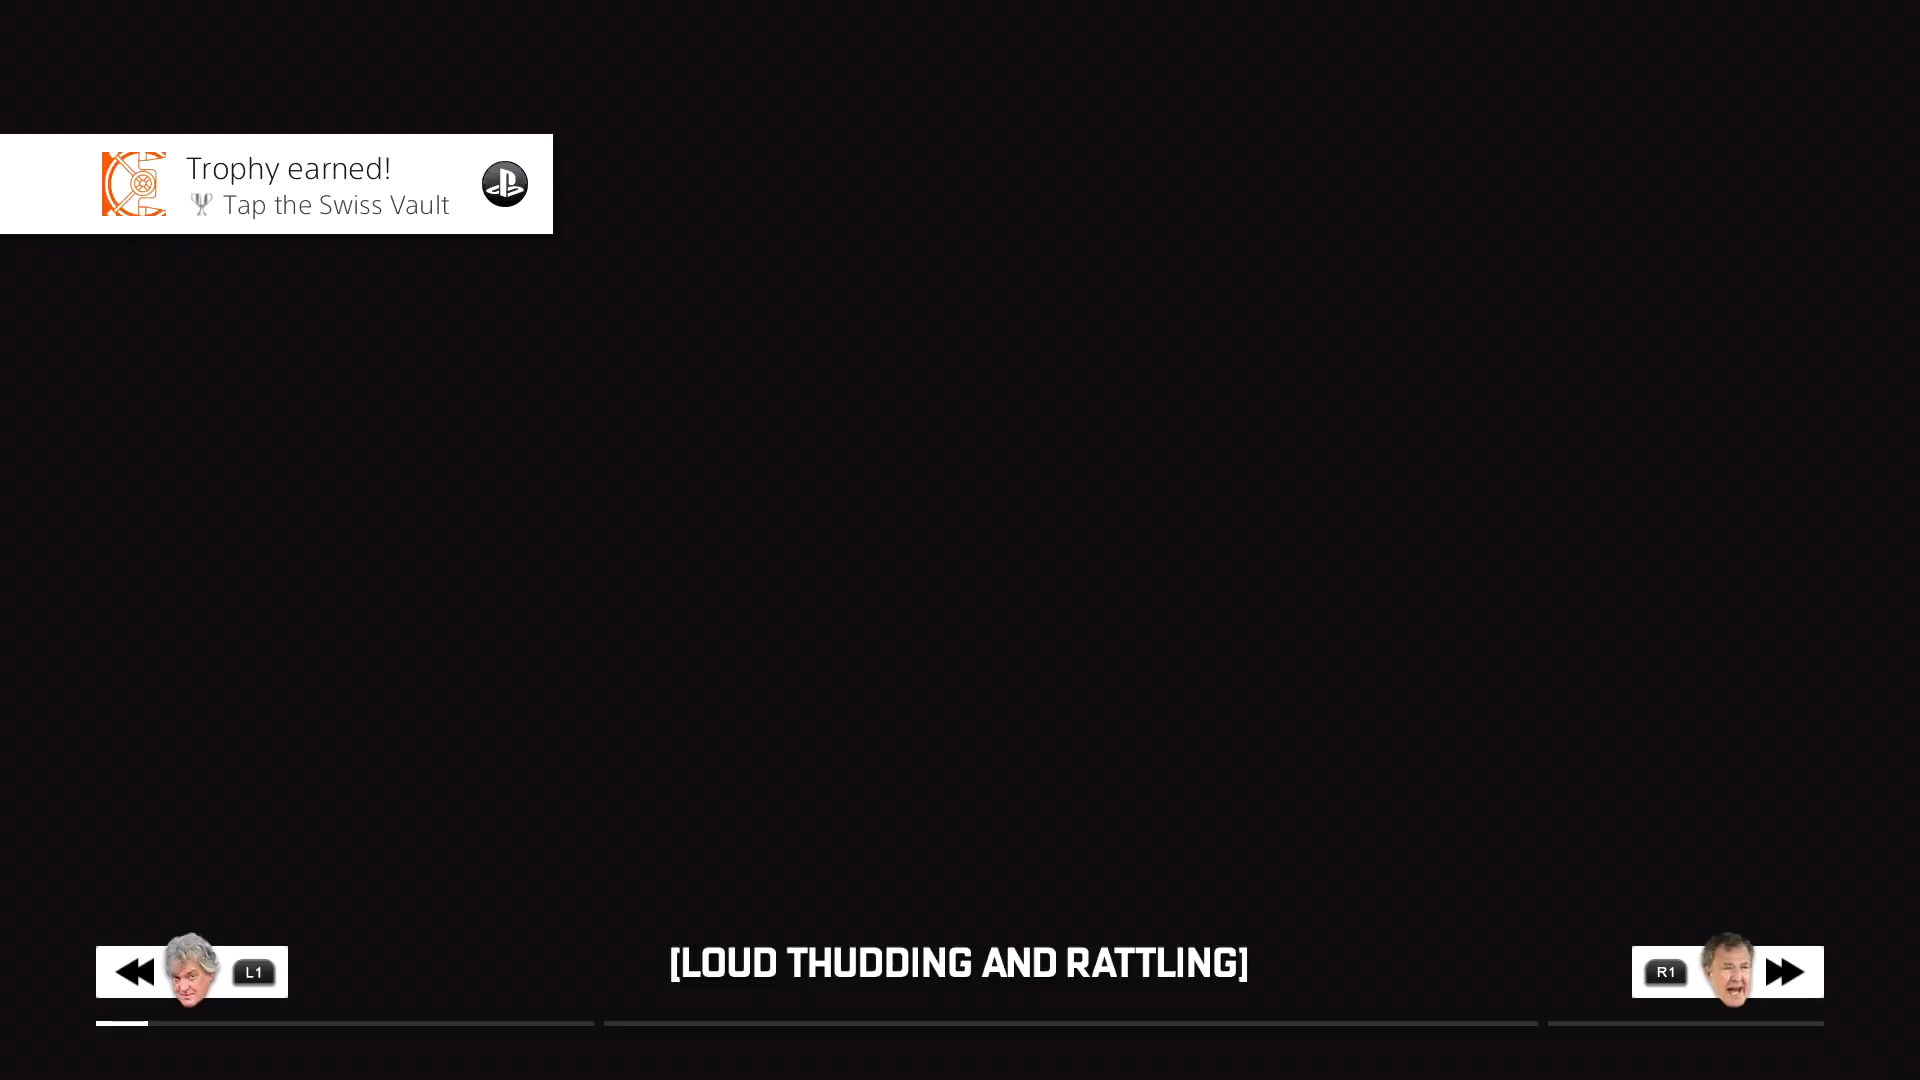 Trophy earned!
Tap the Swiss Vault
[LOUD THUDDING AND RATTLING]
L1
R1